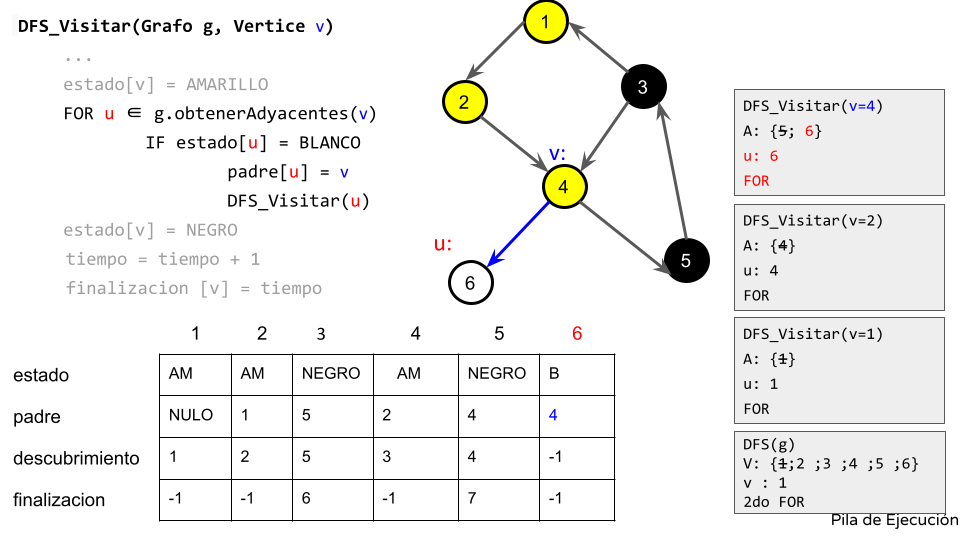 DFS_Visitar(Grafo g, Vertice v)
...
estado[v] = AMARILLO
FOR u ∈ g.obtenerAdyacentes(v)
IF estado[u] = BLANCO
padre[u] = v
DFS_Visitar(u)
estado[v] = NEGRO
tiempo = tiempo + 1
finalizacion [v] = tiempo
1
2
3
v:
4
u:
5
6
1 2 3 4 5 6
estado AM AM NEGRO AM NEGRO B
padre NULO 1 5 2 4 4
descubrimiento 1 2 5 3 4 -1
finalizacion -1 -1 6 -1 7 -1
DFS_Visitar(v=4)
A: {5; 6}
u: 6
FOR
DFS_Visitar(v=2)
A: {4}
u: 4
FOR
DFS_Visitar(v=1)
A: {1}
u: 1
FOR
DFS(g)
V: {1;2 ;3 ;4 ;5 ;6}
v : 1
2do FOR
Pila de Ejecución